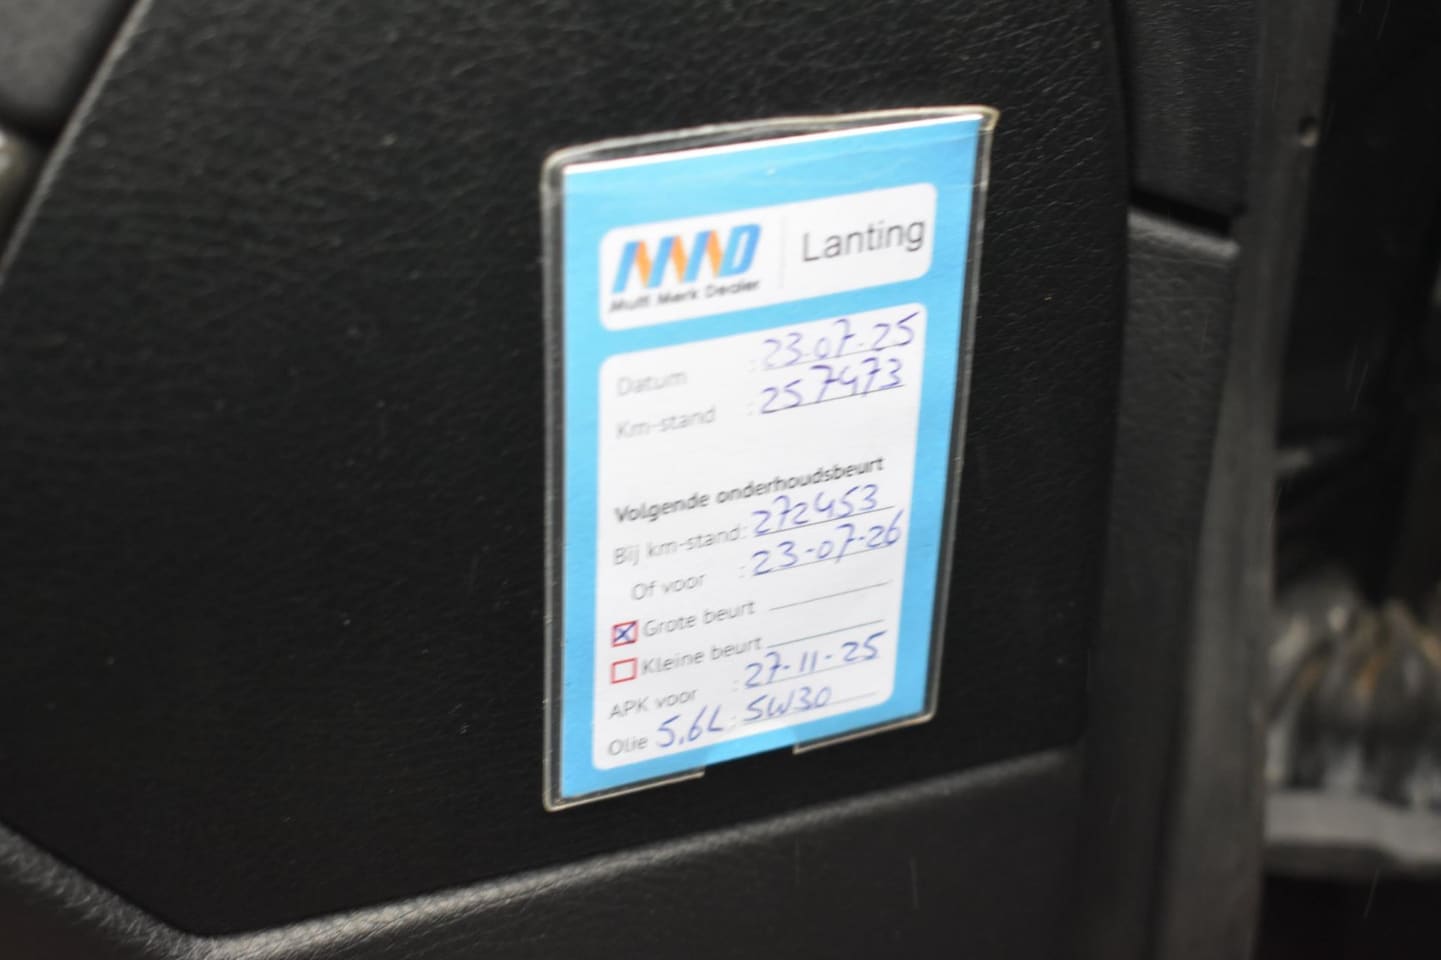 MMD
Multi Merk Dealer
Lanting
Datum : 23-07-25
Km-stand : 257473
Volgende onderhoudsbeurt
Bij km-stand: 272453
Of voor : 23-07-26
Grote beurt
Kleine beurt
APK voor : 27-11-25
Olie 5,6L: 5W30